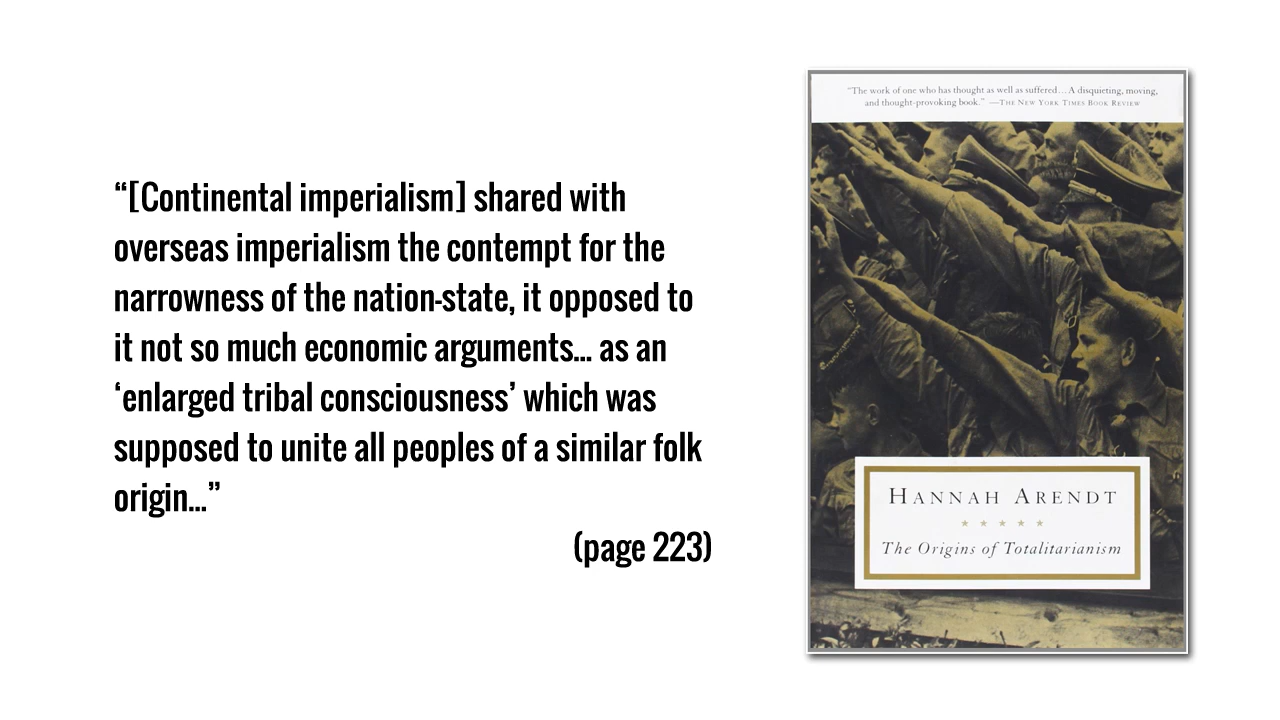 “[Continental imperialism] shared with
overseas imperialism the contempt for the
narrowness of the nation-state, it opposed to
it not so much economic arguments... as an
‘enlarged tribal consciousness’ which was
supposed to unite all peoples of a similar folk
origin...”
(page 223)
“The work of one who has thought as well as suffered...A disquieting, moving,
and thought-provoking book.” —The New York Times Book Review
Hannah Arendt
The Origins of Totalitarianism